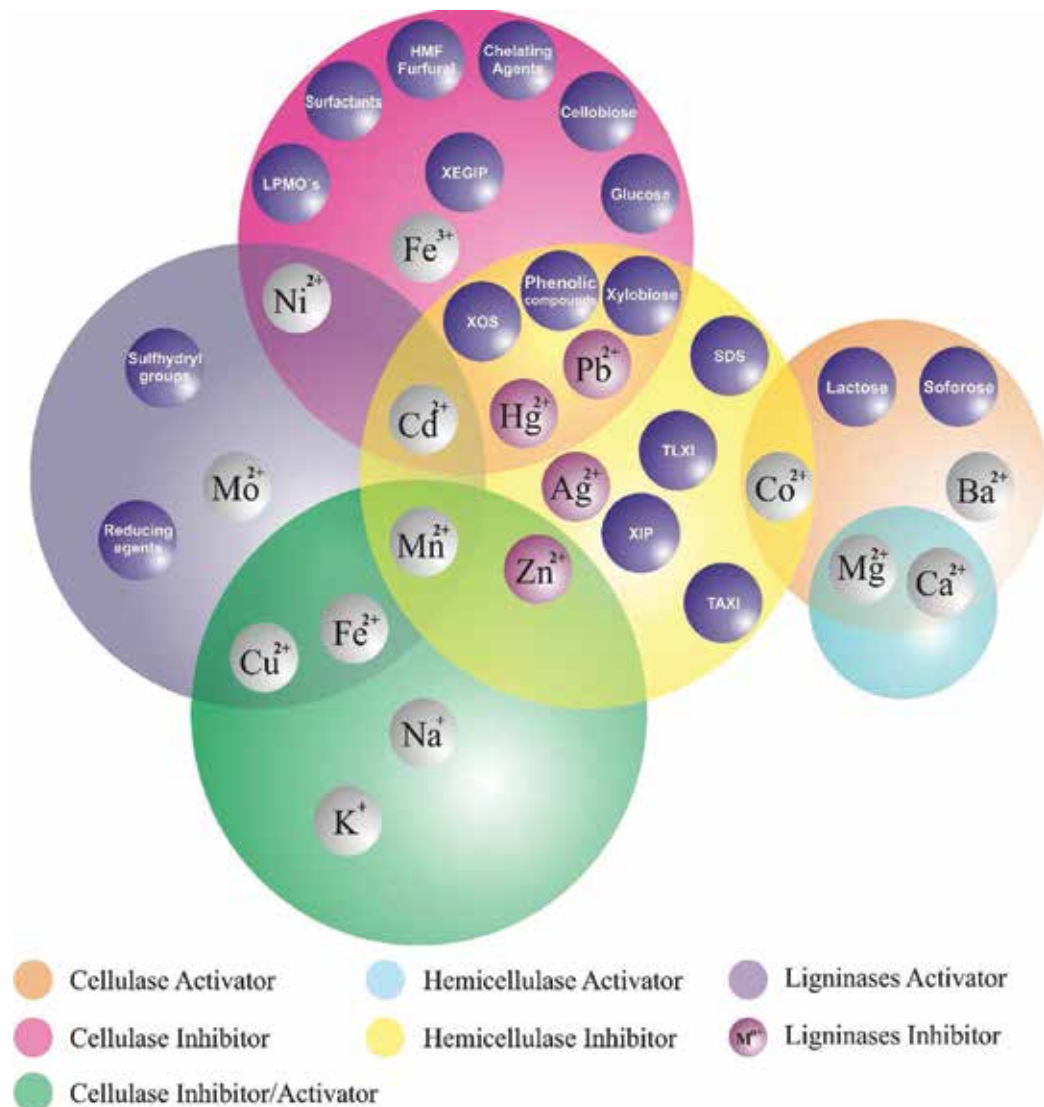 HMF
Furfural
Chelating
Agents
Surfactants
Cellobiose
LPMO´s
XEGIP
Glucose
Fe3+
Ni2+
Phenolic
compounds
Xylobiose
XOS
Pb2+
SDS
Sulfhydryl
groups
Lactose
Soforose
Cd2+
Hg2+
TLXI
Mo2+
Ag2+
Co2+
Ba2+
Reducing
agents
Mn2+
XIP
Zn2+
Mg2+
Ca2+
TAXI
Fe2+
Cu2+
Na+
K+
Cellulase Activator
Hemicellulase Activator
Ligninases Activator
Cellulase Inhibitor
Hemicellulase Inhibitor
Ligninases Inhibitor
Cellulase Inhibitor/Activator